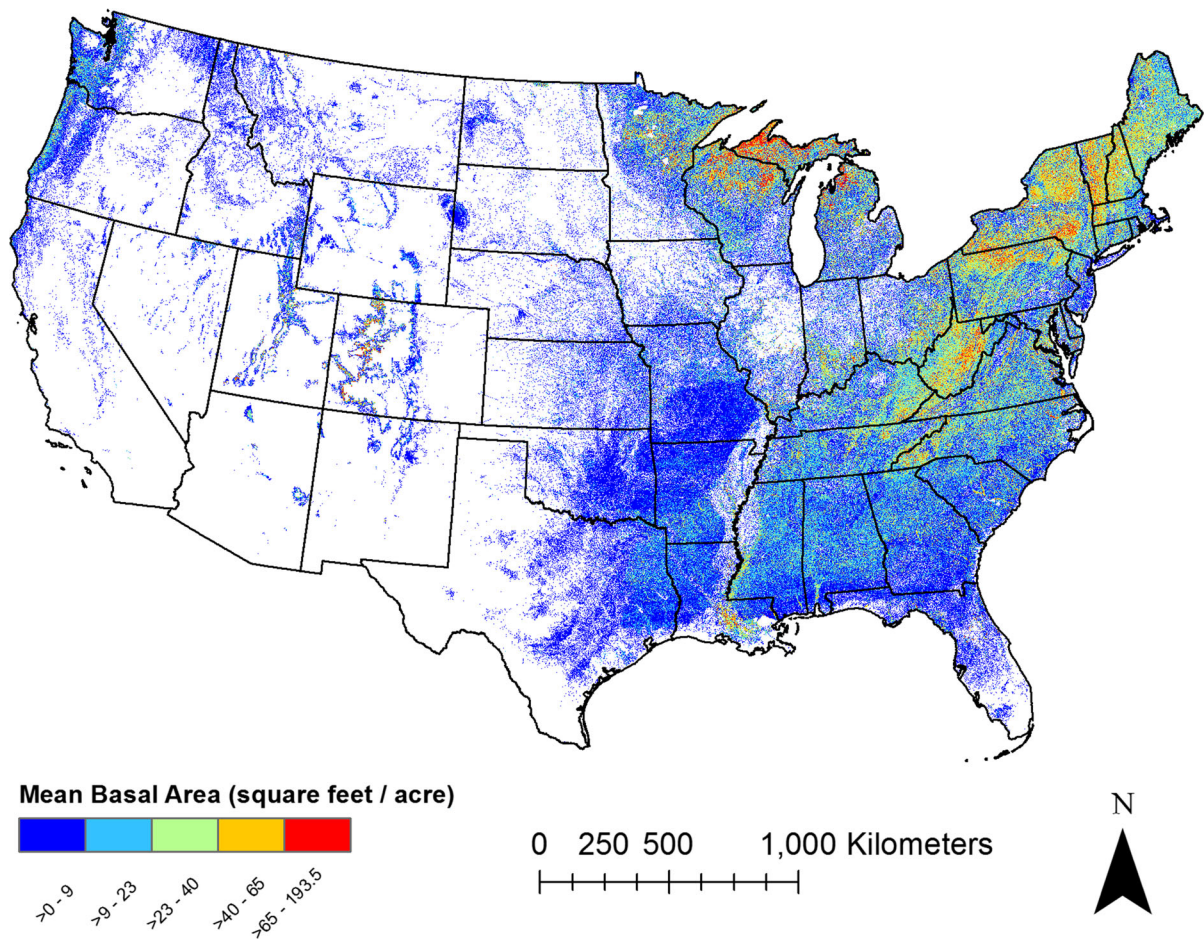 Mean Basal Area (square feet / acre)
>0 - 9
>9 - 23
>23 - 40
>40 - 65
>65 - 193.5
0 250 500 1,000 Kilometers
N